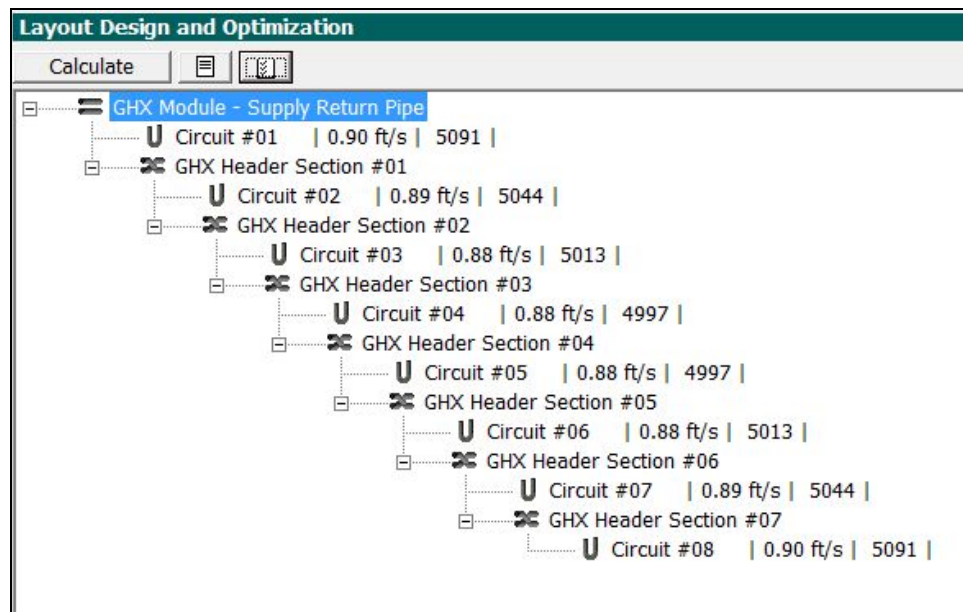 Layout Design and Optimization
Calculate
GHX Module - Supply Return Pipe
Circuit #01 | 0.90 ft/s | 5091 |
GHX Header Section #01
Circuit #02 | 0.89 ft/s | 5044 |
GHX Header Section #02
Circuit #03 | 0.88 ft/s | 5013 |
GHX Header Section #03
Circuit #04 | 0.88 ft/s | 4997 |
GHX Header Section #04
Circuit #05 | 0.88 ft/s | 4997 |
GHX Header Section #05
Circuit #06 | 0.88 ft/s | 5013 |
GHX Header Section #06
Circuit #07 | 0.89 ft/s | 5044 |
GHX Header Section #07
Circuit #08 | 0.90 ft/s | 5091 |